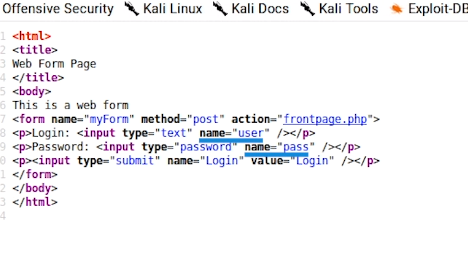 Offensive Security Kali Linux Kali Docs Kali Tools Exploit-DB
1 <html>
2 <title>
3 Web Form Page
4 </title>
5 <body>
6 This is a web form
7 <form name="myForm" method="post" action="frontpage.php">
8 <p>Login: <input type="text" name="user" /></p>
9 <p>Password: <input type="password" name="pass" /></p>
0 <p><input type="submit" name="Login" value="Login" /></p>
1 </form>
2 </body>
3 </html>
4